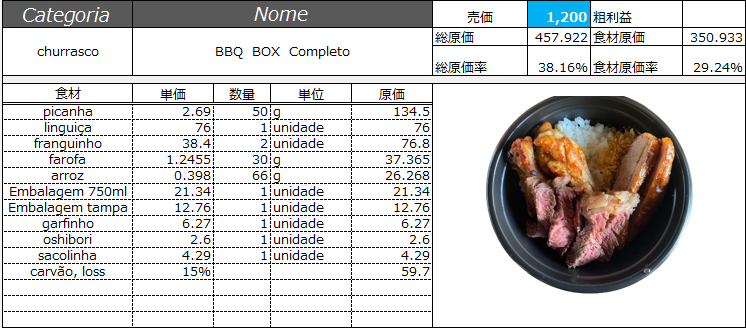 Categoria Nome 売価 1,200 粗利益
churrasco BBQ BOX Completo 総原価 457.922 食材原価 350.933
総原価率 38.16% 食材原価率 29.24%
食材 単価 数量 単位 原価
picanha 2.69 50 g 134.5
linguiça 76 1 unidade 76
franguinho 38.4 2 unidade 76.8
farofa 1.2455 30 g 37.365
arroz 0.398 66 g 26.268
Embalagem 750ml 21.34 1 unidade 21.34
Embalagem tampa 12.76 1 unidade 12.76
garfinho 6.27 1 unidade 6.27
oshibori 2.6 1 unidade 2.6
sacolinha 4.29 1 unidade 4.29
carvão, loss 15% 59.7